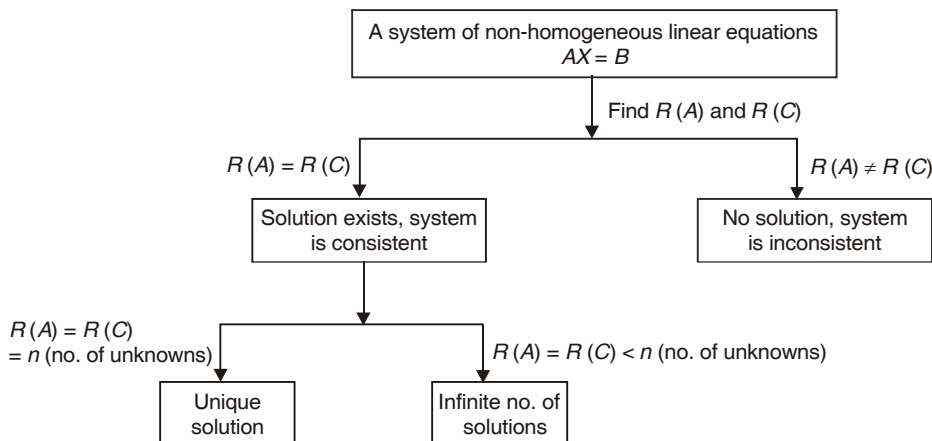 A system of non-homogeneous linear equations
AX = B
Find R (A) and R (C)
R (A) = R (C)
R (A) ≠ R (C)
Solution exists, system
is consistent
No solution, system
is inconsistent
R (A) = R (C)
= n (no. of unknowns)
R (A) = R (C) < n (no. of unknowns)
Unique
solution
Infinite no. of
solutions